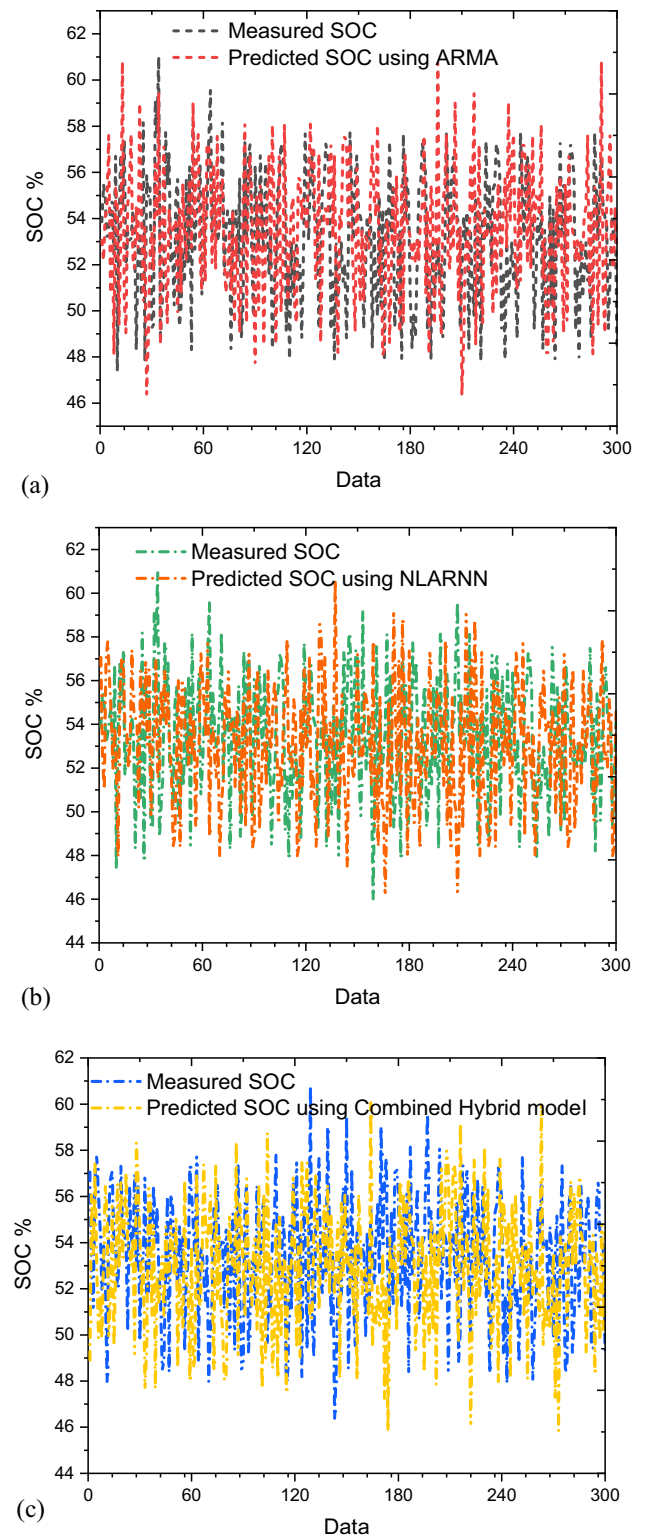 62
Measured SOC
60
Predicted SOC using ARMA
58
56
54
52
50
48
46
SOC %
0 60 120 180 240 300
Data
(a)
62
Measured SOC
60
Predicted SOC using NLARNN
58
56
54
52
50
48
46
44
SOC %
0 60 120 180 240 300
Data
(b)
62
Measured SOC
60
Predicted SOC using Combined Hybrid model
58
56
54
52
50
48
46
44
SOC %
0 60 120 180 240 300
Data
(c)